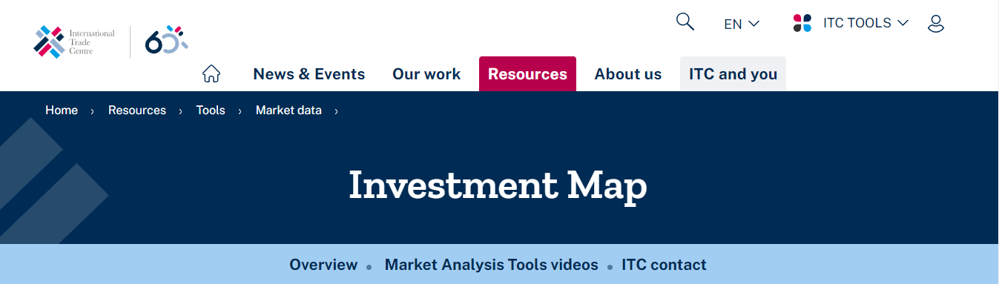 International
Trade
Centre
60
EN
ITC TOOLS
News & Events
Our work
Resources
About us
ITC and you
Home › Resources › Tools › Market data ›
Investment Map
Overview • Market Analysis Tools videos • ITC contact